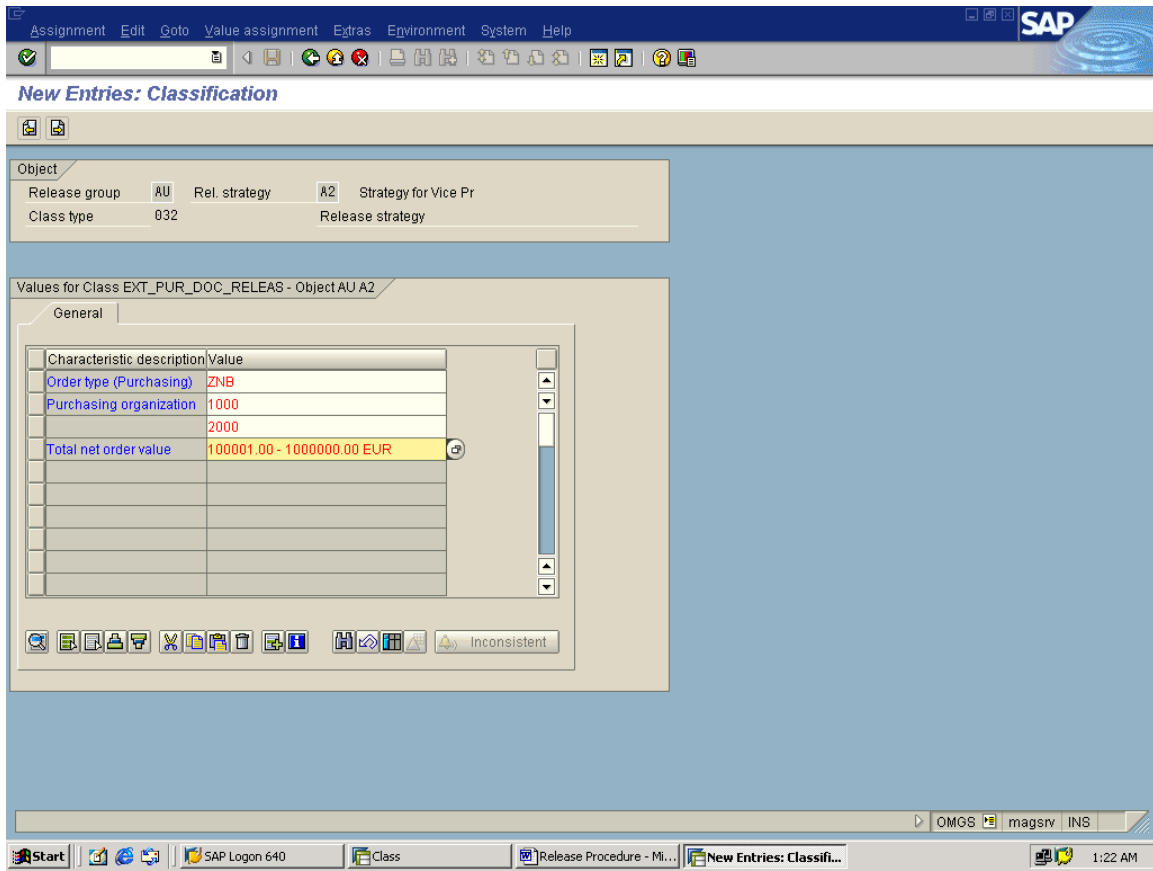 Assignment Edit Goto Value assignment Extras Environment System Help
SAP
New Entries: Classification
Object
Release group AU Rel. strategy A2 Strategy for Vice Pr
Class type 032 Release strategy
Values for Class EXT_PUR_DOC_RELEAS - Object AU A2
General
Characteristic description Value
Order type (Purchasing) ZNB
Purchasing organization 1000
2000
Total net order value 100001.00 - 1000000.00 EUR
Inconsistent
OMGS magsrv INS
Start SAP Logon 640 Class Release Procedure - Mi... New Entries: Classifi... 1:22 AM